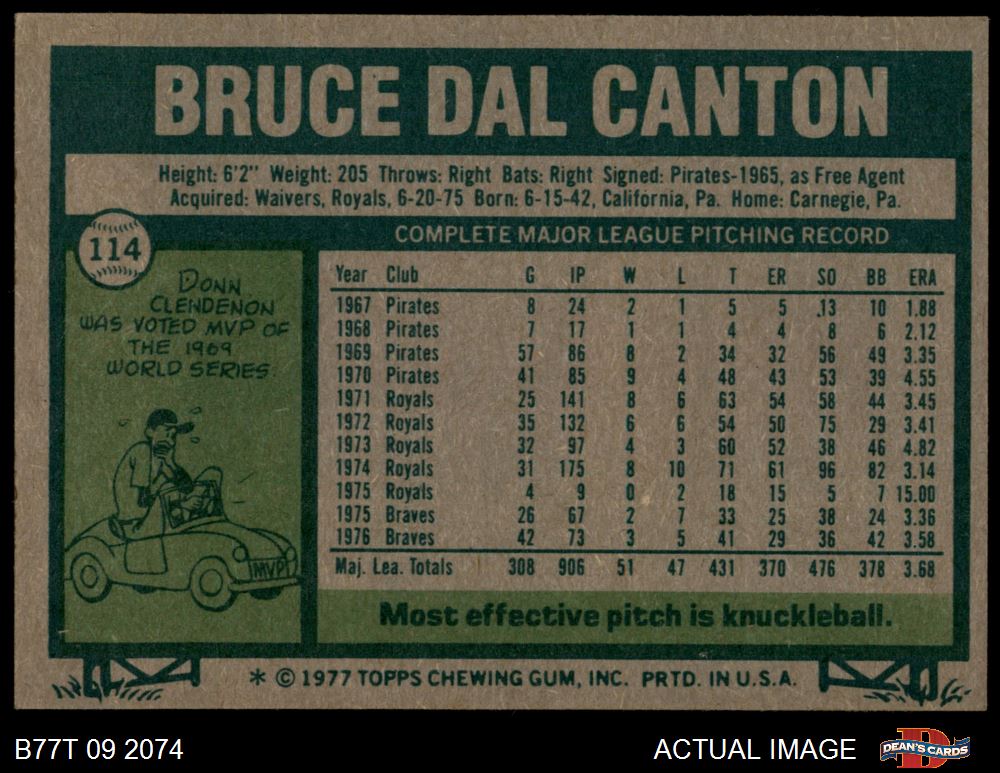 BRUCE DAL CANTON
Height: 6'2" Weight: 205 Throws: Right Bats: Right Signed: Pirates-1965, as Free Agent
Acquired: Waivers, Royals, 6-20-75 Born: 6-15-42, California, Pa. Home: Carnegie, Pa.
114
DONN
CLENDENON
WAS VOTED MVP OF
THE 1969
WORLD SERIES
MVP
COMPLETE MAJOR LEAGUE PITCHING RECORD
Year Club G IP W L T ER SO BB ERA
1967 Pirates 8 24 2 1 5 5 13 10 1.88
1968 Pirates 7 17 1 1 4 4 8 6 2.12
1969 Pirates 57 86 8 2 34 32 56 49 3.35
1970 Pirates 41 85 9 4 48 43 53 39 4.55
1971 Royals 25 141 8 6 63 54 58 44 3.45
1972 Royals 35 132 6 6 54 50 75 29 3.41
1973 Royals 32 97 4 3 60 52 38 46 4.82
1974 Royals 31 175 8 10 71 61 96 82 3.14
1975 Royals 4 9 0 2 18 15 5 7 15.00
1975 Braves 26 67 2 7 33 25 38 24 3.36
1976 Braves 42 73 3 5 41 29 36 42 3.58
Maj. Lea. Totals 308 906 51 47 431 370 476 378 3.68
Most effective pitch is knuckleball.
* © 1977 TOPPS CHEWING GUM, INC. PRTD. IN U.S.A.
B77T 09 2074
ACTUAL IMAGE
DEAN'S CARDS